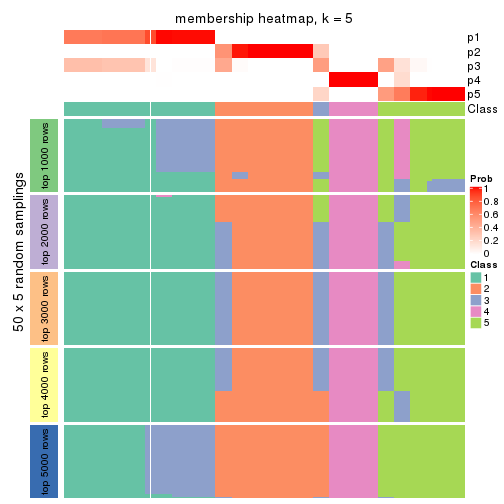 membership heatmap, k = 5
p1
p2
p3
p4
p5
Class
50 x 5 random samplings
top 1000 rows
top 2000 rows
top 3000 rows
top 4000 rows
top 5000 rows
Prob
1
0.8
0.6
0.4
0.2
0
Class
1
2
3
4
5